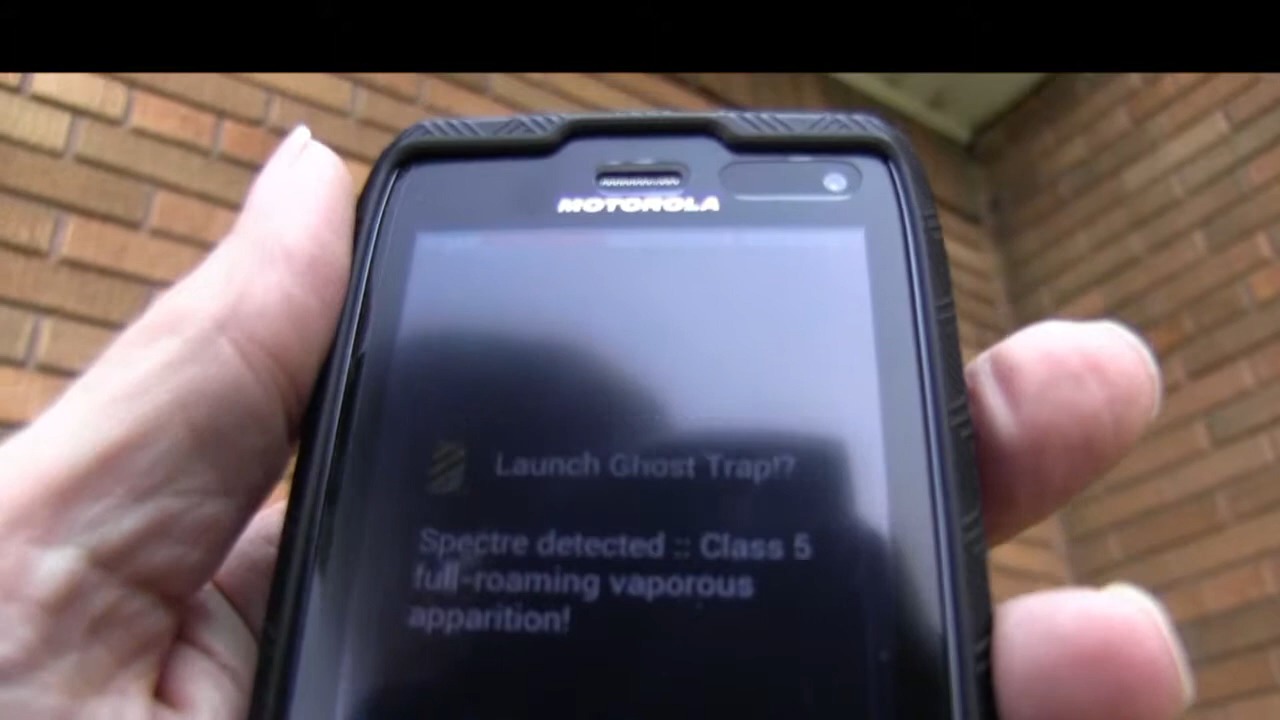 MOTOROLA
Launch Ghost Trap!?
Spectre detected :: Class 5
full-roaming vaporous
apparition!